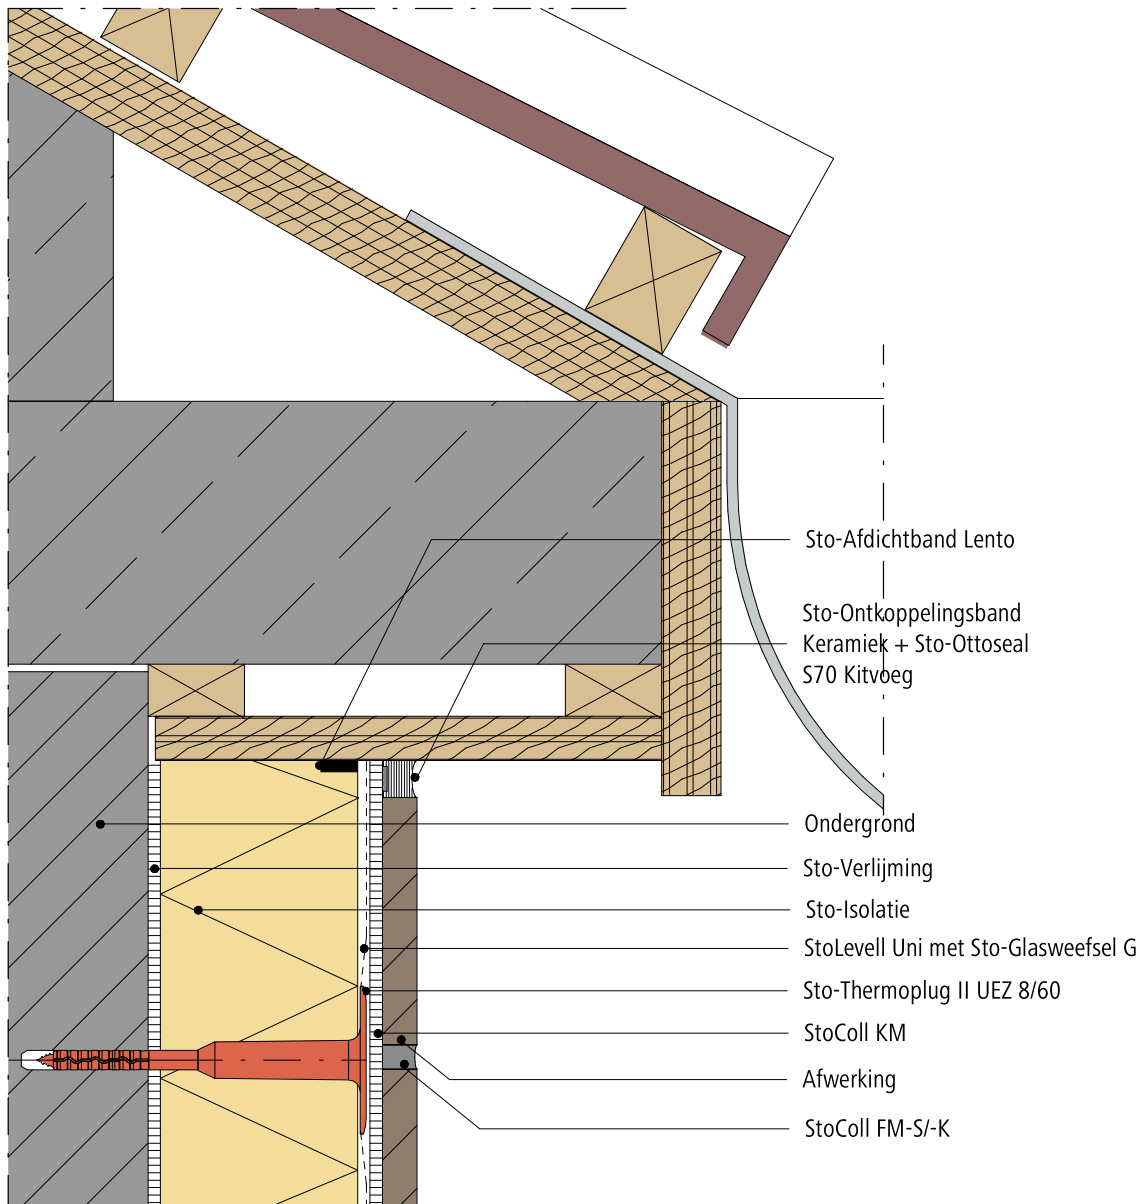 Sto-Afdichtband Lento
Sto-Ontkoppelingsband
Keramiek + Sto-Ottoseal
S70 Kitvoeg
Ondergrond
Sto-Verlijming
Sto-Isolatie
StoLevell Uni met Sto-Glasweefsel G
Sto-Thermoplug II UEZ 8/60
StoColl KM
Afwerking
StoColl FM-S/-K